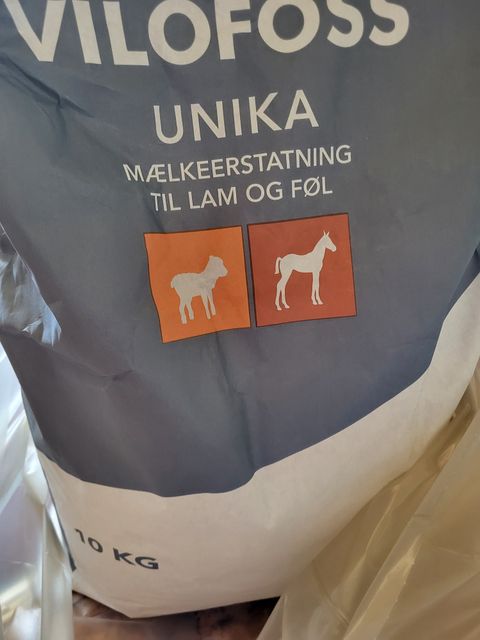 VILOFOSS
UNIKA
MÆLKEERSTATNING
TIL LAM OG FØL
10 KG